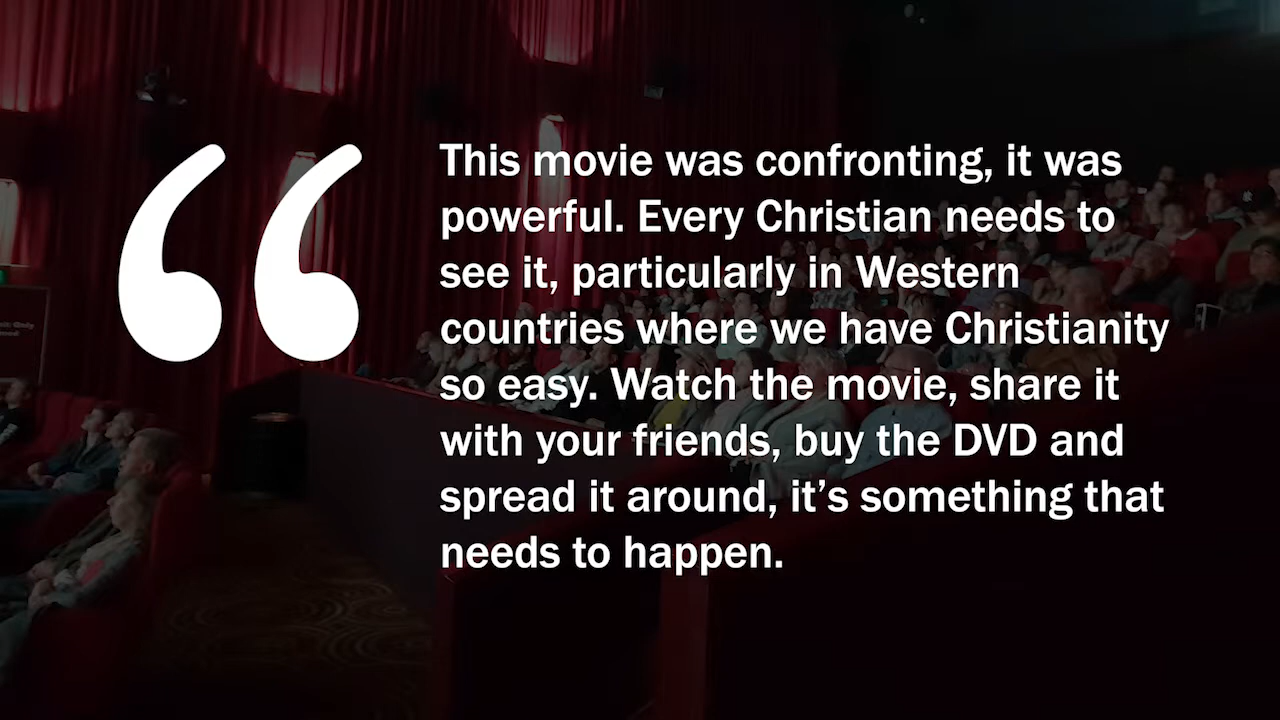 “
This movie was confronting, it was
powerful. Every Christian needs to
see it, particularly in Western
countries where we have Christianity
so easy. Watch the movie, share it
with your friends, buy the DVD and
spread it around, it’s something that
needs to happen.